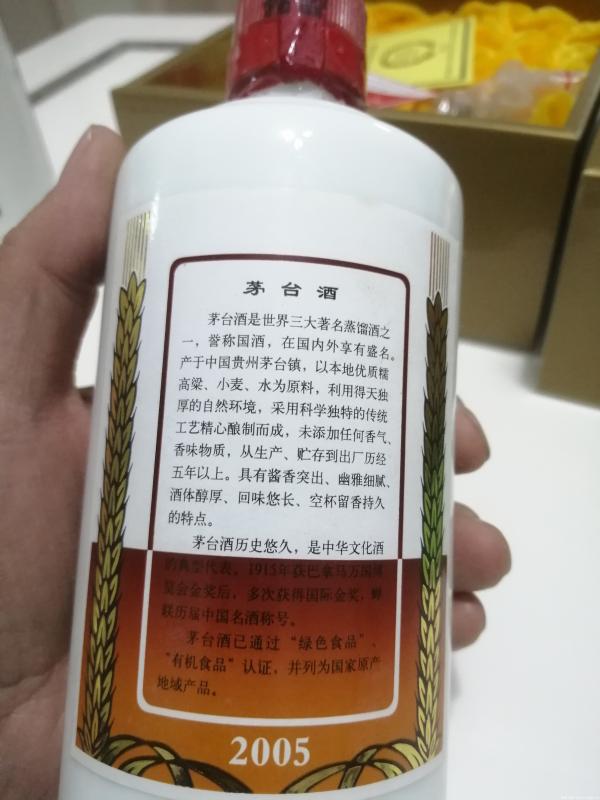 茅台酒
茅台酒是世界三大著名蒸馏酒之
一，誉称国酒，在国内外享有盛名。
产于中国贵州茅台镇，以本地优质糯
高粱、小麦、水为原料，利用得天独
厚的自然环境，采用科学独特的传统
工艺精心酿制而成，未添加任何香气、
香味物质，从生产、贮存到出厂历经
五年以上。具有酱香突出、幽雅细腻、
酒体醇厚、回味悠长、空杯留香持久
的特点。
茅台酒历史悠久，是中华文化酒
的典型代表。1915年获巴拿马万国博
览会金奖后，多次获得国际金奖，蝉
联历届中国名酒称号。
茅台酒已通过“绿色食品”、
“有机食品”认证，并列为国家原产
地域产品。
2005